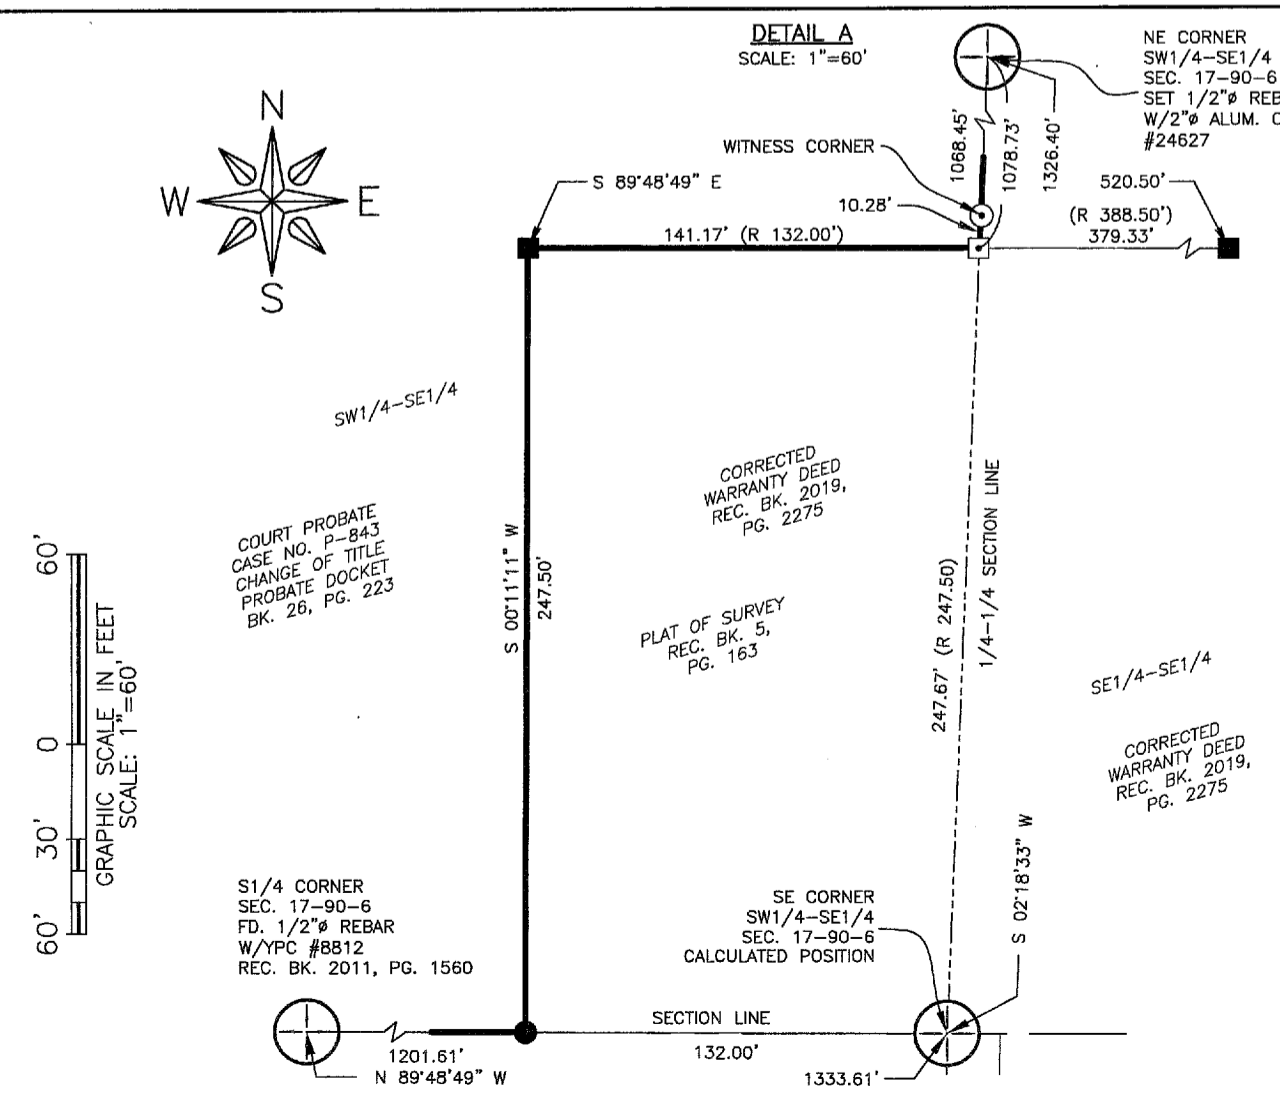 DETAIL A
SCALE: 1"=60'
NE CORNER
SW1/4-SE1/4
SEC. 17-90-6
SET 1/2"ø REB
W/2"ø ALUM. C
#24627
N
W
E
S
WITNESS CORNER
1068.45'
1078.73'
1326.40'
S 89°48'49" E
10.28'
520.50'
(R 388.50')
379.33'
141.17' (R 132.00')
SW1/4-SE1/4
CORRECTED
WARRANTY DEED
REC. BK. 2019,
PG. 2275
COURT PROBATE
CASE NO. P-843
CHANGE OF TITLE
PROBATE DOCKET
BK. 26, PG. 223
S 00°11'11" W
247.50'
PLAT OF SURVEY
REC. BK. 5,
PG. 163
247.67' (R 247.50)
1/4-1/4 SECTION LINE
SE1/4-SE1/4
CORRECTED
WARRANTY DEED
REC. BK. 2019,
PG. 2275
60'
0
30'
60'
GRAPHIC SCALE IN FEET
SCALE: 1"=60'
S1/4 CORNER
SEC. 17-90-6
FD. 1/2"ø REBAR
W/YPC #8812
REC. BK. 2011, PG. 1560
SE CORNER
SW1/4-SE1/4
SEC. 17-90-6
CALCULATED POSITION
S 02°18'33" W
SECTION LINE
1201.61'
132.00'
N 89°48'49" W
1333.61'